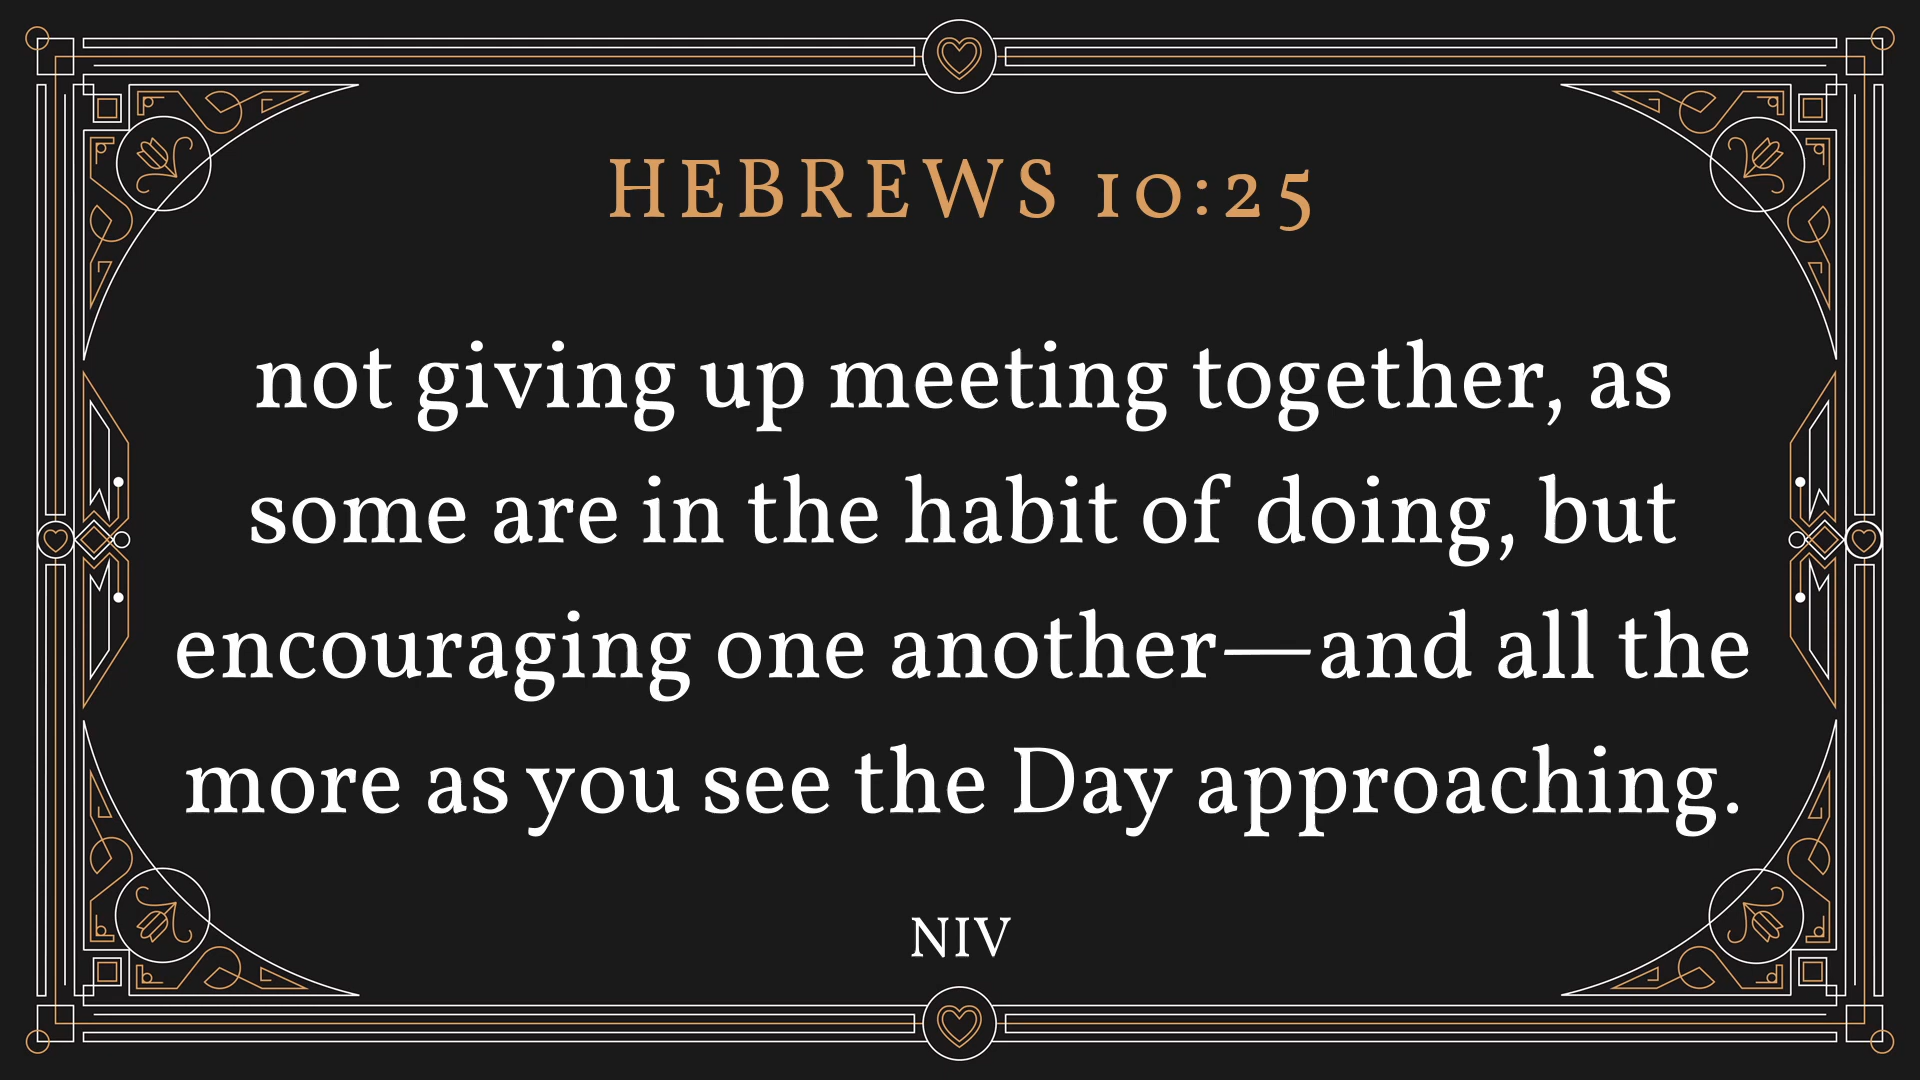 HEBREWS 10:25
not giving up meeting together, as
some are in the habit of doing, but
encouraging one another—and all the
more as you see the Day approaching.
NIV